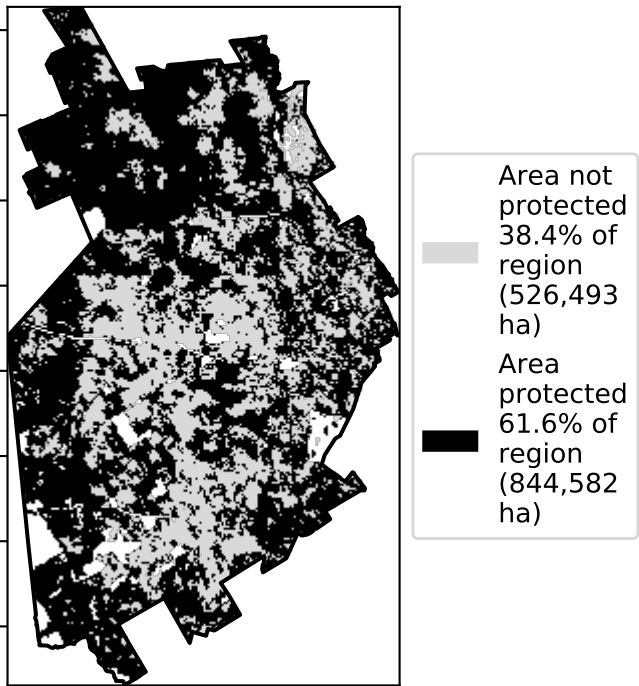 Area not
protected
38.4% of
region
(526,493
ha)
Area
protected
61.6% of
region
(844,582
ha)